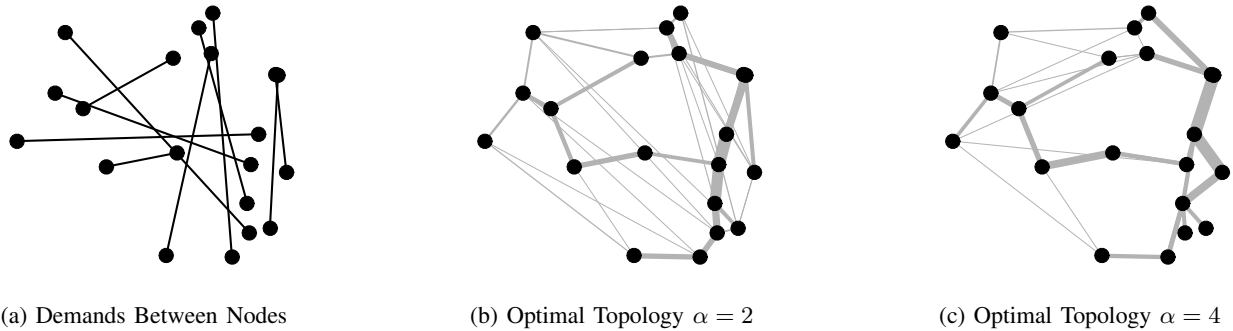 (a) Demands Between Nodes
(b) Optimal Topology α = 2
(c) Optimal Topology α = 4